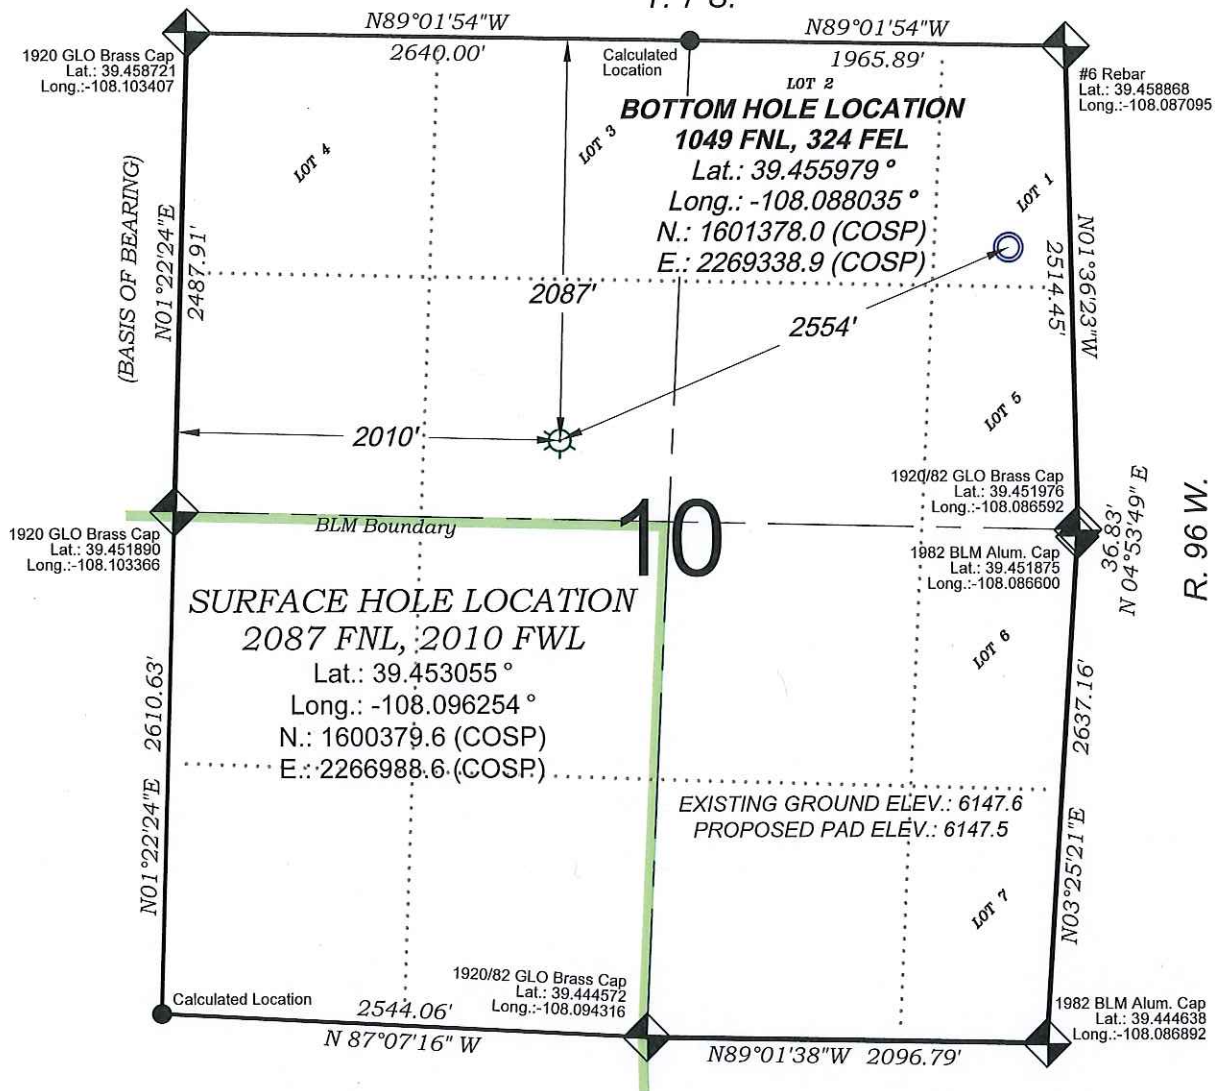 N89°01'54"W
2640.00'
N89°01'54"W
1965.89'
1920 GLO Brass Cap
Lat.: 39.458721
Long.:-108.103407
Calculated
Location
#6 Rebar
Lat.: 39.458868
Long.:-108.087095
LOT 2
BOTTOM HOLE LOCATION
1049 FNL, 324 FEL
Lat.: 39.455979°
Long.: -108.088035°
N.: 1601378.0 (COSP)
E.: 2269338.9 (COSP)
LOT 4
LOT 3
LOT 1
(BASIS OF BEARING)
N01°22'24"E
2487.91'
2087'
2554'
N01°36'23"W
2514.45'
2010'
LOT 5
1920/82 GLO Brass Cap
Lat.: 39.451976
Long.:-108.086592
1920 GLO Brass Cap
Lat.: 39.451890
Long.:-108.103366
BLM Boundary
10
1982 BLM Alum. Cap
Lat.: 39.451875
Long.:-108.086600
36.83'
N 04°53'49" E
R. 96 W.
SURFACE HOLE LOCATION
2087 FNL, 2010 FWL
Lat.: 39.453055°
Long.: -108.096254°
N.: 1600379.6 (COSP)
E.: 2266988.6 (COSP)
LOT 6
N01°22'24"E
2610.63'
2637.16'
N03°25'21"E
EXISTING GROUND ELEV.: 6147.6
PROPOSED PAD ELEV.: 6147.5
LOT 7
Calculated Location
2544.06'
N 87°07'16" W
1920/82 GLO Brass Cap
Lat.: 39.444572
Long.:-108.094316
N89°01'38"W 2096.79'
1982 BLM Alum. Cap
Lat.: 39.444638
Long.:-108.086892